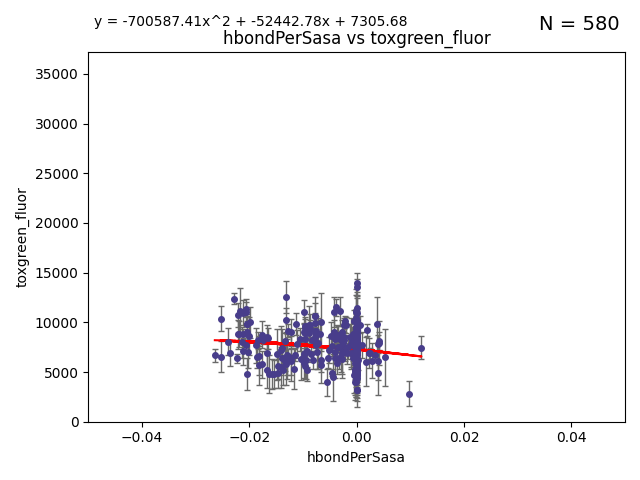 y = -700587.41x^2 + -52442.78x + 7305.68
N = 580
hbondPerSasa vs toxgreen_fluor
toxgreen_fluor
35000
30000
25000
20000
15000
10000
5000
0
−0.04
−0.02
0.00
0.02
0.04
hbondPerSasa